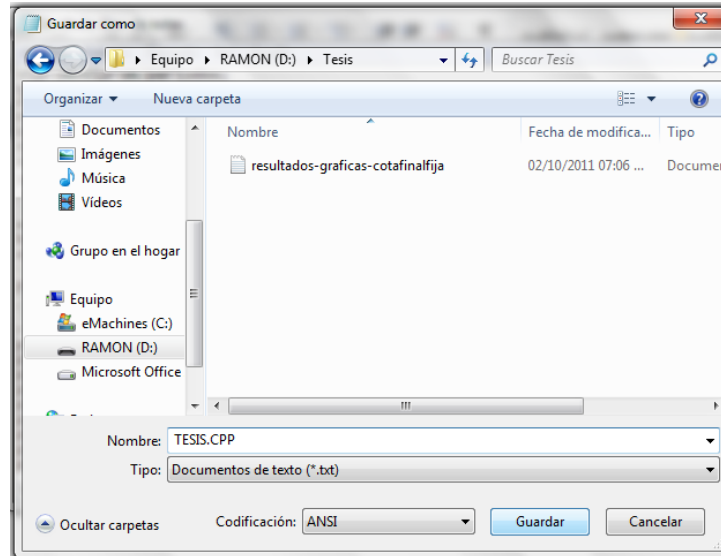 Guardar como
Equipo RAMON (D:) Tesis Buscar Tesis
Organizar Nueva carpeta
Nombre Fecha de modifica... Tipo
Documentos
Imágenes
Música
Vídeos
resultados-graficas-cotafinalfija 02/10/2011 07:06 ... Documen
Grupo en el hogar
Equipo
eMachines (C:)
RAMON (D:)
Microsoft Office
Nombre: TESIS.CPP
Tipo: Documentos de texto (*.txt)
Ocultar carpetas Codificación: ANSI Guardar Cancelar